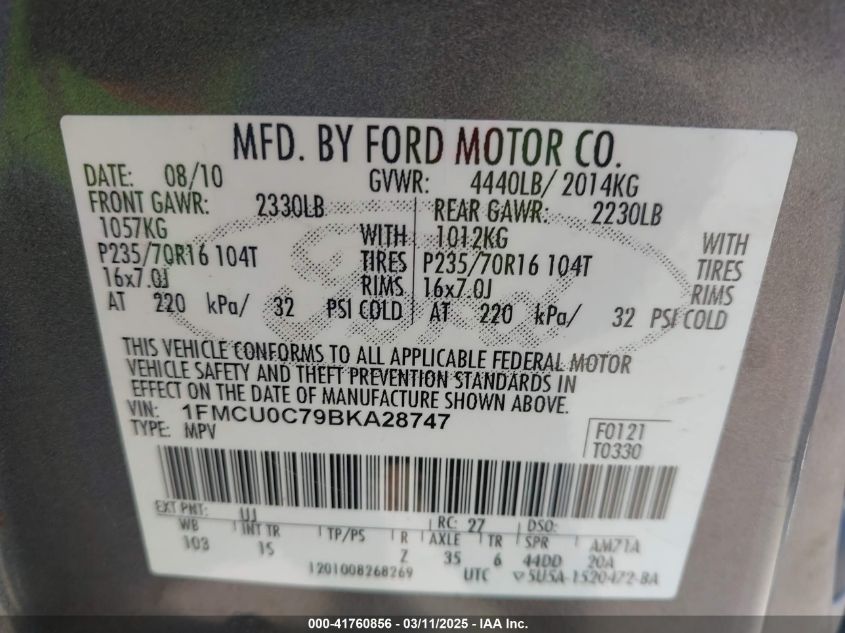 MFD. BY FORD MOTOR CO.
DATE: 08/10 GVWR: 4440LB/ 2014KG
FRONT GAWR: 2330LB REAR GAWR: 2230LB
1057KG WITH 1012KG WITH
P235/70R16 104T TIRES P235/70R16 104T TIRES
16x7.0J RIMS 16x7.0J RIMS
AT 220 kPa/ 32 PSI COLD AT 220 kPa/ 32 PSI COLD
Ford
THIS VEHICLE CONFORMS TO ALL APPLICABLE FEDERAL MOTOR
VEHICLE SAFETY AND THEFT PREVENTION STANDARDS IN
EFFECT ON THE DATE OF MANUFACTURE SHOWN ABOVE.
VIN: 1FMCU0C79BKA28747
TYPE: MPV
F0121
T0330
EXT PNT: UJ RC: 27 DSO:
WB INT TR TP/PS R AXLE TR SPR AM71A
103 15 Z 35 6 44DD 20A
1201008268269 UTC 5U5A-1520472-BA
000-41760856 - 03/11/2025 - IAA Inc.